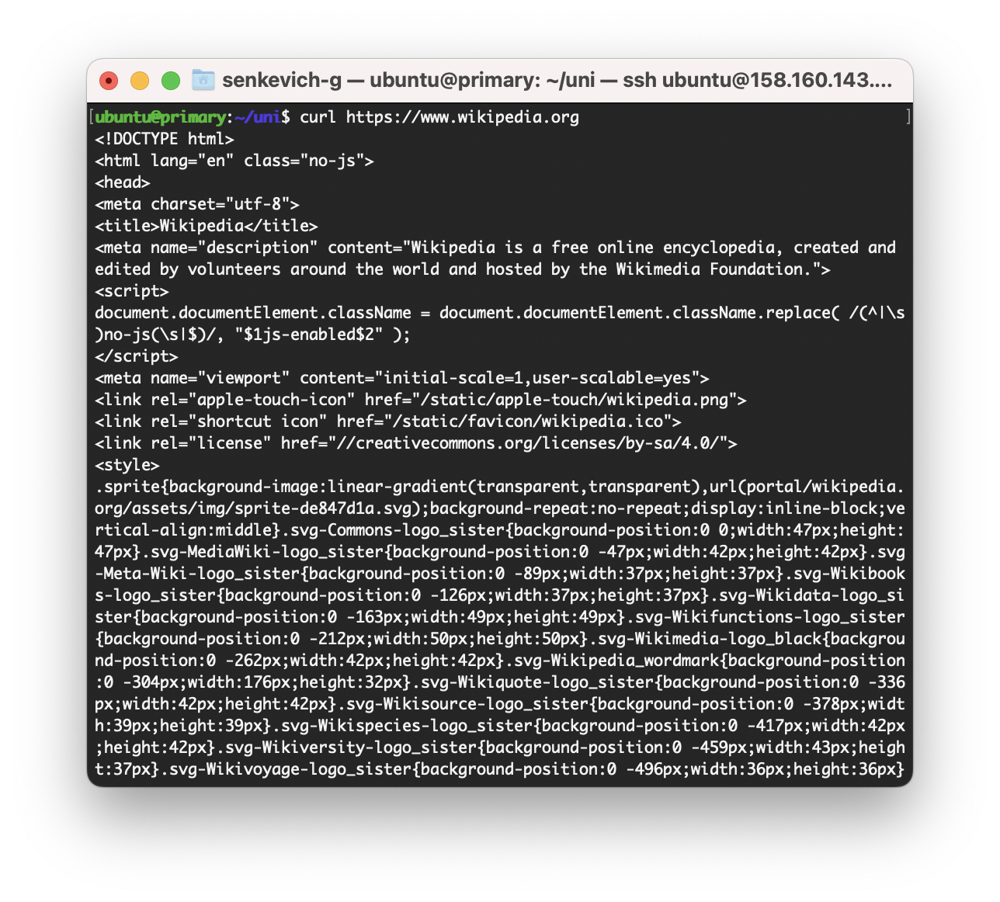 senkevich-g — ubuntu@primary: ~/uni — ssh ubuntu@158.160.143....
[ubuntu@primary:~/uni$ curl https://www.wikipedia.org ]
<!DOCTYPE html>
<html lang="en" class="no-js">
<head>
<meta charset="utf-8">
<title>Wikipedia</title>
<meta name="description" content="Wikipedia is a free online encyclopedia, created and
edited by volunteers around the world and hosted by the Wikimedia Foundation.">
<script>
document.documentElement.className = document.documentElement.className.replace( /(^|\s
)no-js(\s|$)/, "$1js-enabled$2" );
</script>
<meta name="viewport" content="initial-scale=1,user-scalable=yes">
<link rel="apple-touch-icon" href="/static/apple-touch/wikipedia.png">
<link rel="shortcut icon" href="/static/favicon/wikipedia.ico">
<link rel="license" href="//creativecommons.org/licenses/by-sa/4.0/">
<style>
.sprite{background-image:linear-gradient(transparent,transparent),url(portal/wikipedia.
org/assets/img/sprite-de847d1a.svg);background-repeat:no-repeat;display:inline-block;ve
rtical-align:middle}.svg-Commons-logo_sister{background-position:0 0;width:47px;height:
47px}.svg-MediaWiki-logo_sister{background-position:0 -47px;width:42px;height:42px}.svg
-Meta-Wiki-logo_sister{background-position:0 -89px;width:37px;height:37px}.svg-Wikibook
s-logo_sister{background-position:0 -126px;width:37px;height:37px}.svg-Wikidata-logo_si
ster{background-position:0 -163px;width:49px;height:49px}.svg-Wikifunctions-logo_sister
{background-position:0 -212px;width:50px;height:50px}.svg-Wikimedia-logo_black{backgrou
nd-position:0 -262px;width:42px;height:42px}.svg-Wikipedia_wordmark{background-position
:0 -304px;width:176px;height:32px}.svg-Wikiquote-logo_sister{background-position:0 -336
px;width:42px;height:42px}.svg-Wikisource-logo_sister{background-position:0 -378px;widt
h:39px;height:39px}.svg-Wikispecies-logo_sister{background-position:0 -417px;width:42px
;height:42px}.svg-Wikiversity-logo_sister{background-position:0 -459px;width:43px;heigh
t:37px}.svg-Wikivoyage-logo_sister{background-position:0 -496px;width:36px;height:36px}